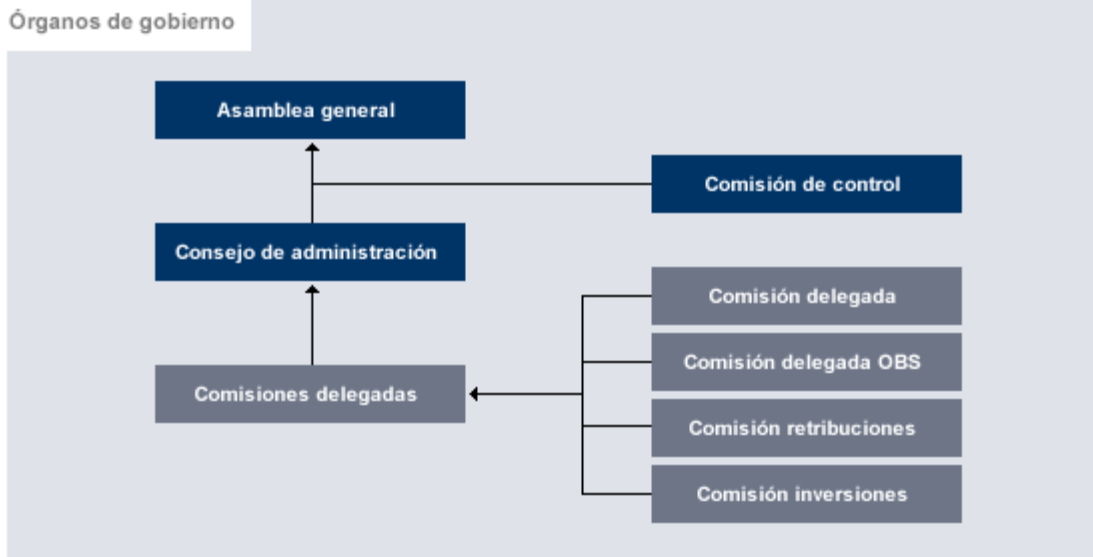 Órganos de gobierno
Asamblea general
Comisión de control
Consejo de administración
Comisión delegada
Comisión delegada OBS
Comisiones delegadas
Comisión retribuciones
Comisión inversiones